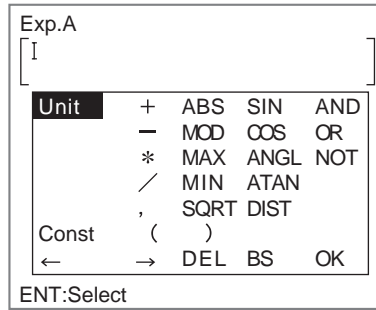 Exp.A
Unit + ABS SIN AND
− MOD COS OR
* MAX ANGL NOT
／ MIN ATAN
, SQRT DIST
Const ( )
← → DEL BS OK
ENT:Select